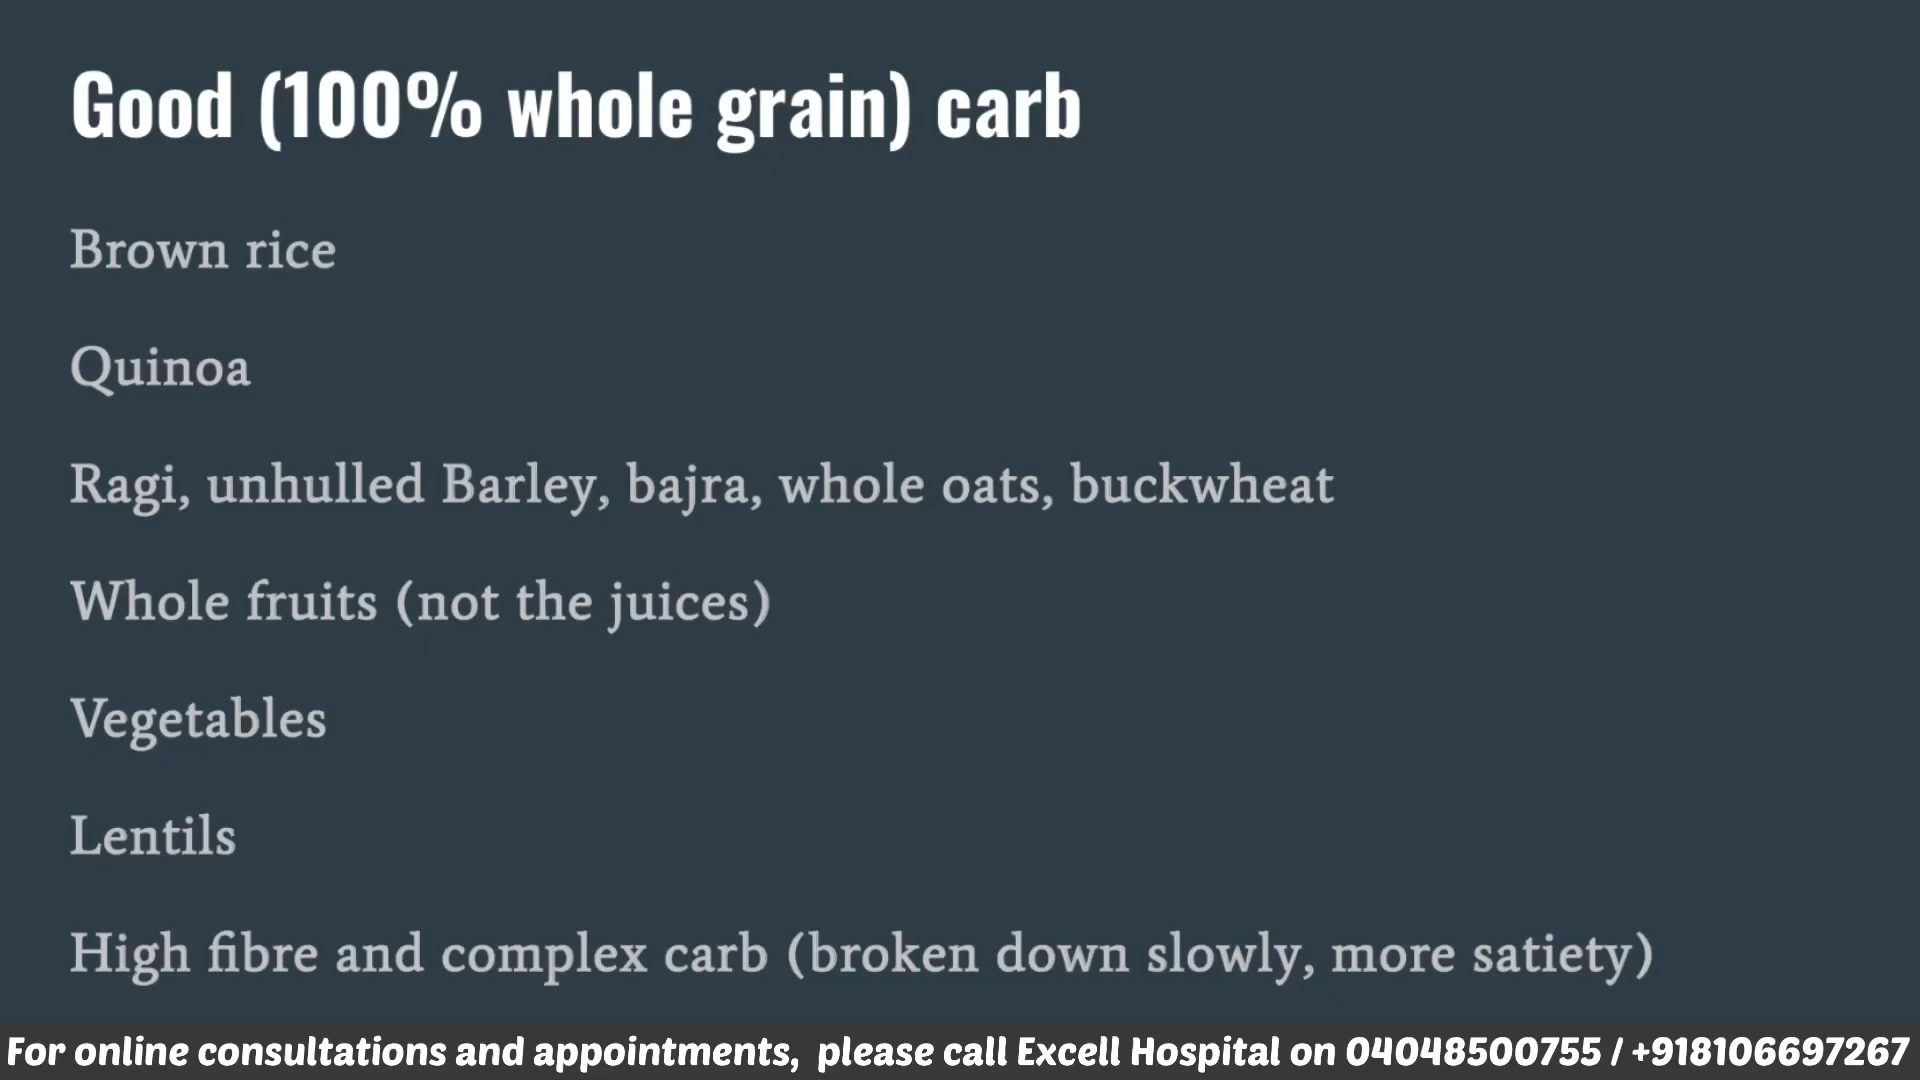 Good (100% whole grain) carb
Brown rice
Quinoa
Ragi, unhulled Barley, bajra, whole oats, buckwheat
Whole fruits (not the juices)
Vegetables
Lentils
High fibre and complex carb (broken down slowly, more satiety)
For online consultations and appointments, please call Excell Hospital on 04048500755 / +918106697267